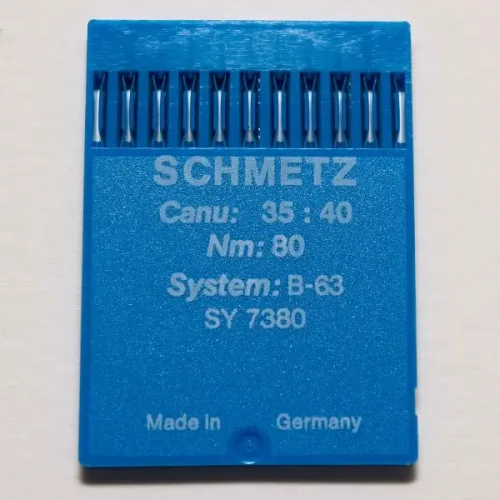 SCHMETZ
Canu: 35 : 40
Nm: 80
System: B-63
SY 7380
Made in Germany